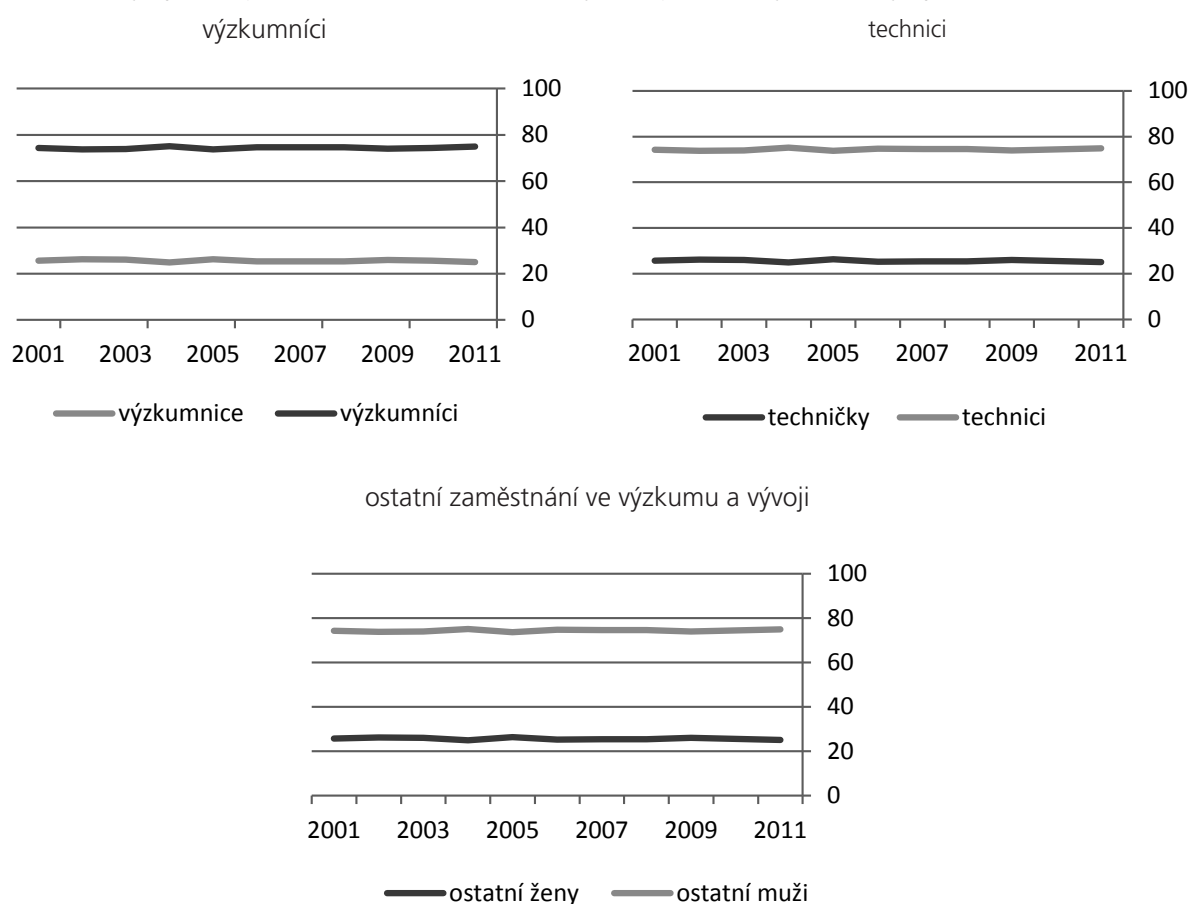 výzkumníci
100
80
60
40
20
0
2001 2003 2005 2007 2009 2011
výzkumnice výzkumníci
technici
100
80
60
40
20
0
2001 2003 2005 2007 2009 2011
techničky technici
ostatní zaměstnání ve výzkumu a vývoji
100
80
60
40
20
0
2001 2003 2005 2007 2009 2011
ostatní ženy ostatní muži